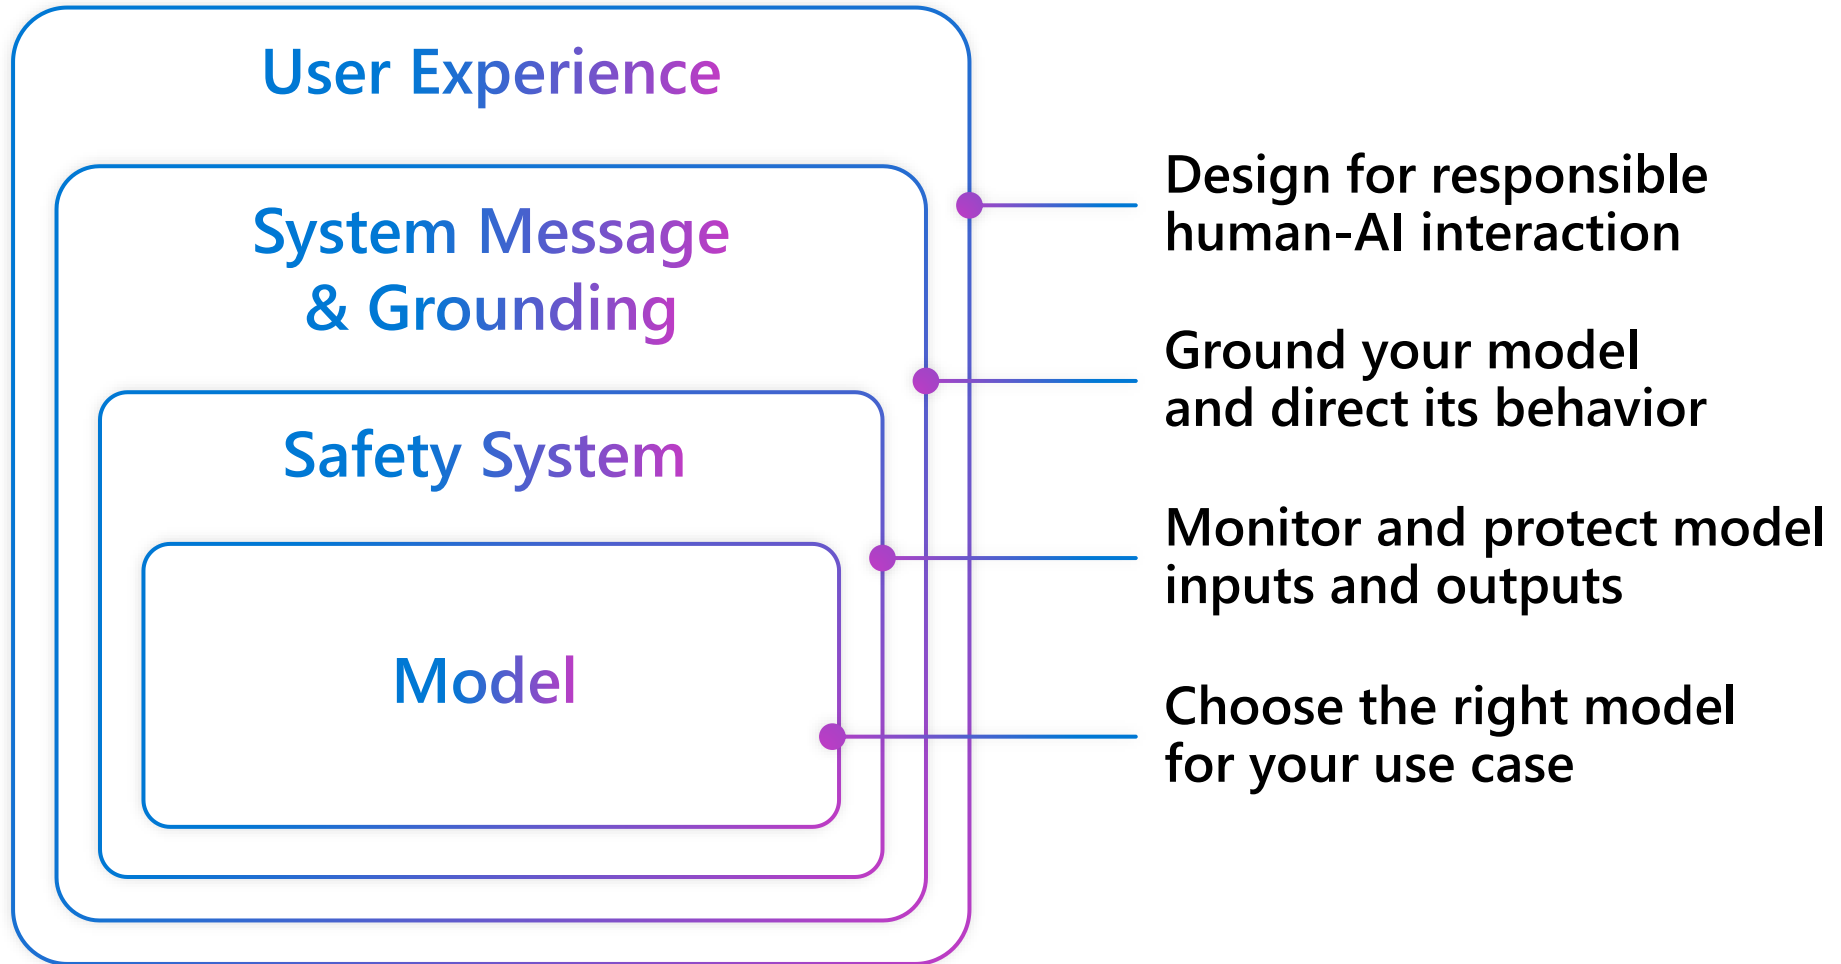 User Experience
System Message
& Grounding
Safety System
Model
Design for responsible
human-AI interaction
Ground your model
and direct its behavior
Monitor and protect model
inputs and outputs
Choose the right model
for your use case